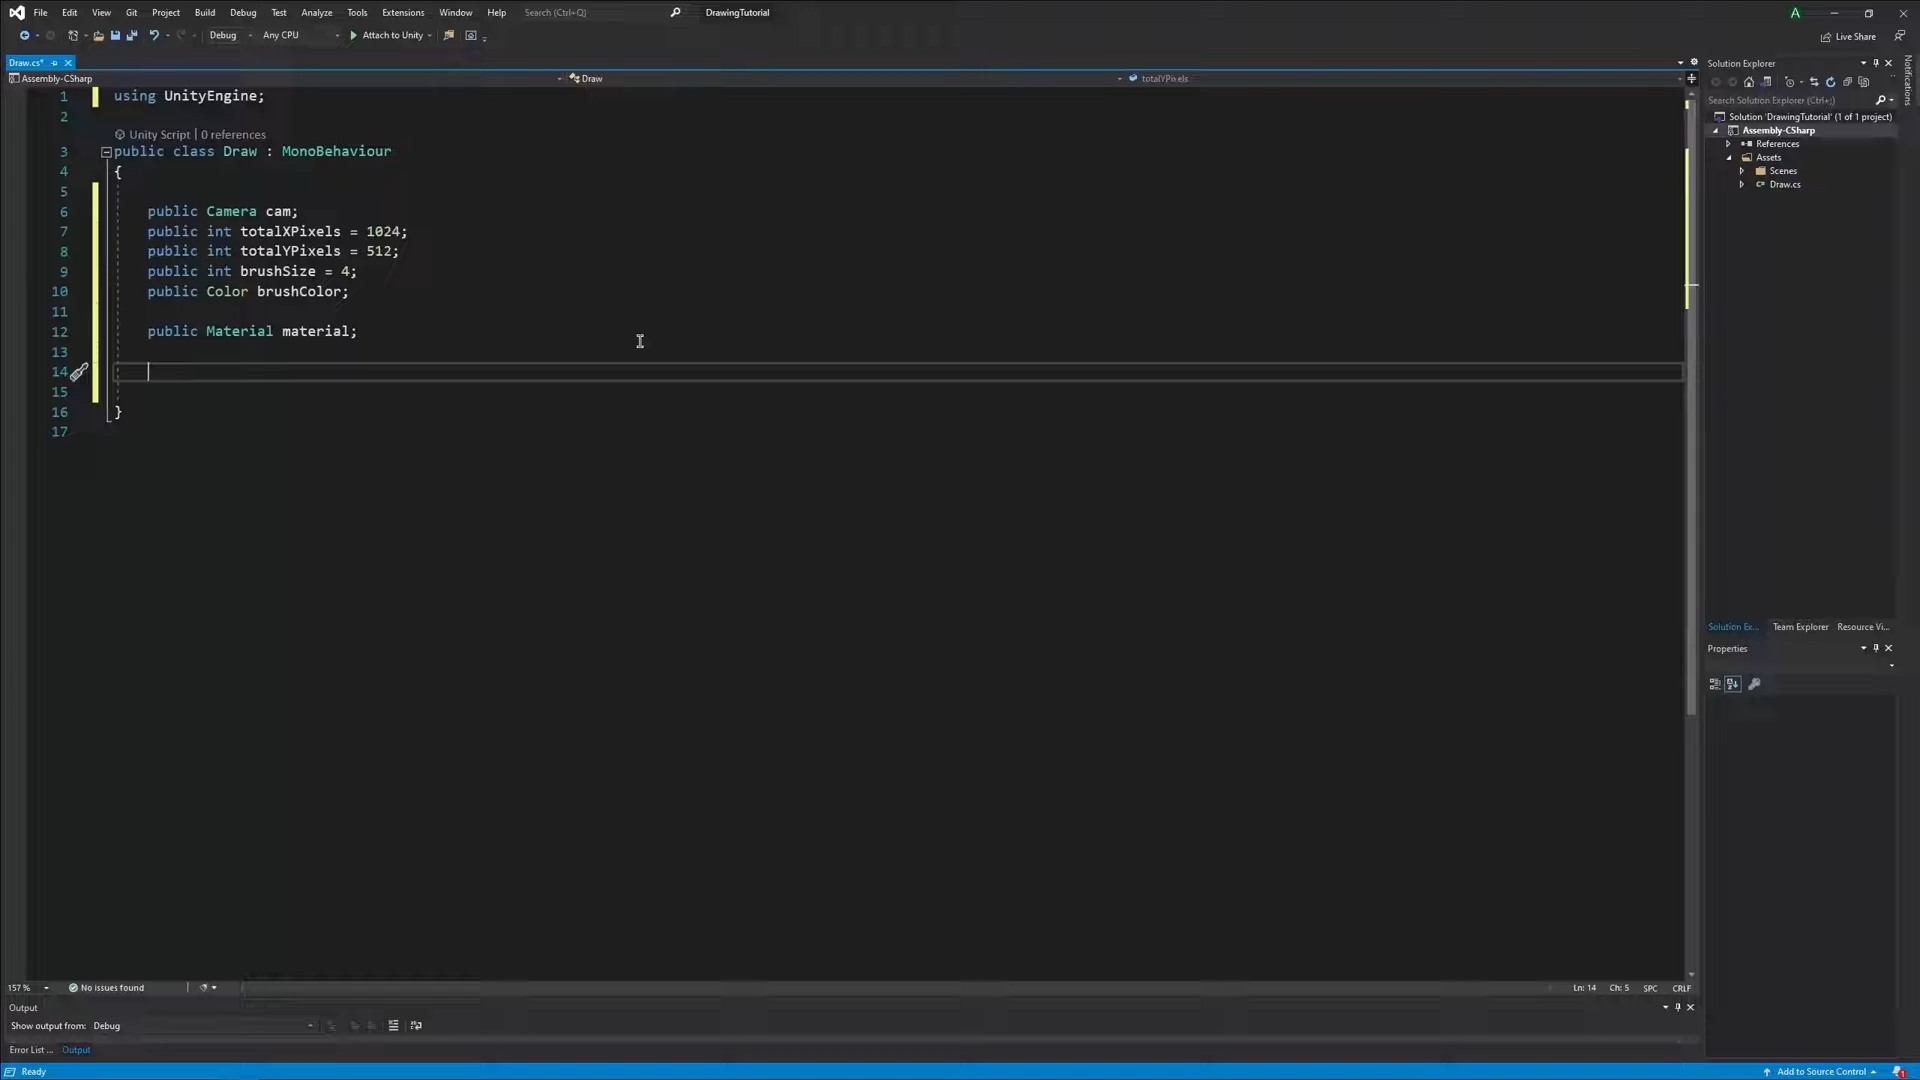 File Edit View Git Project Build Debug Test Analyze Tools Extensions Window Help Search (Ctrl+Q) DrawingTutorial A
Debug Any CPU Attach to Unity Live Share
Draw.cs*
Assembly-CSharp Draw totalYPixels
1 using UnityEngine;
2
Unity Script | 0 references
3 public class Draw : MonoBehaviour
4 {
5
6 public Camera cam;
7 public int totalXPixels = 1024;
8 public int totalYPixels = 512;
9 public int brushSize = 4;
10 public Color brushColor;
11
12 public Material material;
13
14
15
16 }
17
157 % No issues found Ln: 14 Ch: 5 SPC CRLF
Output
Show output from: Debug
Error List ... Output
Ready Add to Source Control 1
Solution Explorer
Search Solution Explorer (Ctrl+;)
Solution 'DrawingTutorial' (1 of 1 project)
Assembly-CSharp
References
Assets
Scenes
Draw.cs
Solution Ex... Team Explorer Resource Vi...
Properties
Notifications